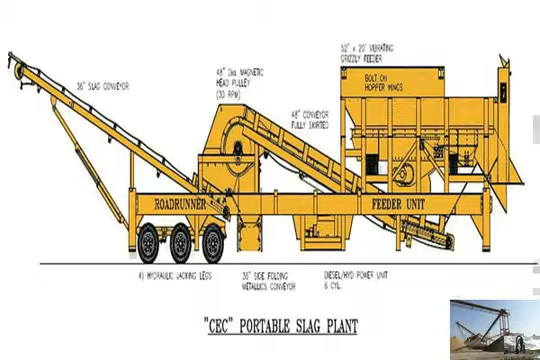 52" x 20' VIBRATING
GRIZZLY FEEDER
48" Dia. MAGNETIC
HEAD PULLEY
(30 RPM)
36" SLAG CONVEYOR
BOLT ON
HOPPER WINGS
48" CONVEYOR
FULLY SKIRTED
ROADRUNNER
FEEDER UNIT
4) HYDRAULIC JACKING LEGS
36" SIDE FOLDING
METALLICS CONVEYOR
DIESEL/HYD POWER UNIT
6 CYL.
"CEC" PORTABLE SLAG PLANT